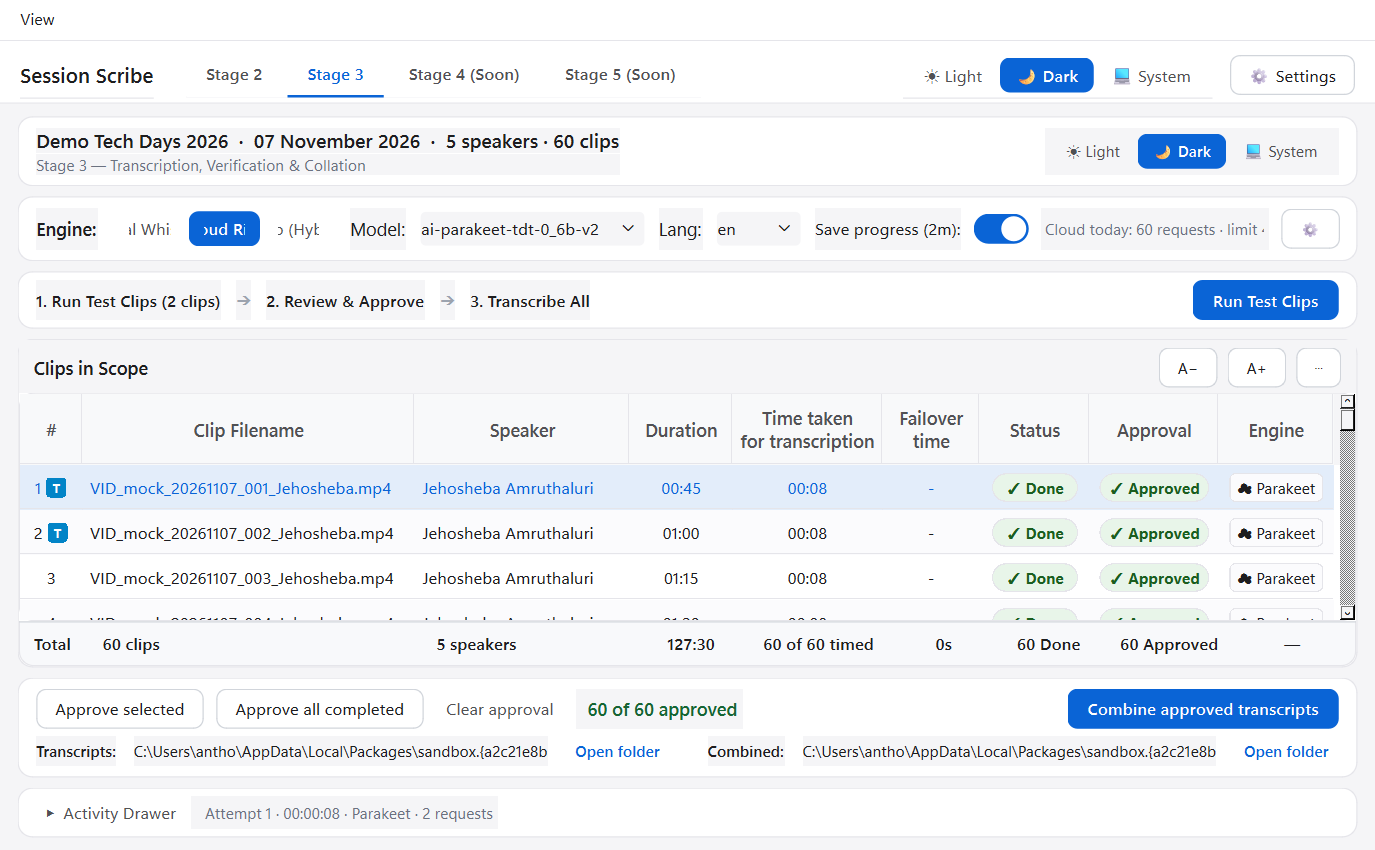 View
Session Scribe Stage 2 Stage 3 Stage 4 (Soon) Stage 5 (Soon) Light Dark System Settings
Demo Tech Days 2026 · 07 November 2026 · 5 speakers · 60 clips
Stage 3 — Transcription, Verification & Collation
Light Dark System
Engine: al Whi oud Ri o (Hyb Model: ai-parakeet-tdt-0_6b-v2 Lang: en Save progress (2m): Cloud today: 60 requests · limit
1. Run Test Clips (2 clips) → 2. Review & Approve → 3. Transcribe All Run Test Clips
Clips in Scope A− A+ ...
# Clip Filename Speaker Duration Time taken for transcription Failover time Status Approval Engine
1 T VID_mock_20261107_001_Jehosheba.mp4 Jehosheba Amruthaluri 00:45 00:08 - ✓ Done ✓ Approved Parakeet
2 T VID_mock_20261107_002_Jehosheba.mp4 Jehosheba Amruthaluri 01:00 00:08 - ✓ Done ✓ Approved Parakeet
3 VID_mock_20261107_003_Jehosheba.mp4 Jehosheba Amruthaluri 01:15 00:08 - ✓ Done ✓ Approved Parakeet
Total 60 clips 5 speakers 127:30 60 of 60 timed 0s 60 Done 60 Approved —
Approve selected Approve all completed Clear approval 60 of 60 approved Combine approved transcripts
Transcripts: C:\Users\antho\AppData\Local\Packages\sandbox.{a2c21e8b Open folder Combined: C:\Users\antho\AppData\Local\Packages\sandbox.{a2c21e8b Open folder
▸ Activity Drawer Attempt 1 · 00:00:08 · Parakeet · 2 requests